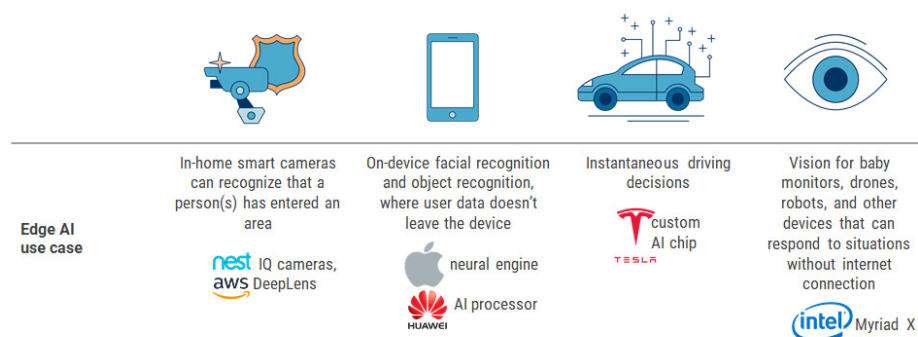 In-home smart cameras
can recognize that a
person(s) has entered an
area
On-device facial recognition
and object recognition,
where user data doesn't
leave the device
Instantaneous driving
decisions
Vision for baby
monitors, drones,
robots, and other
devices that can
respond to situations
without internet
connection
Edge AI
use case
nest IQ cameras,
aws DeepLens
neural engine
HUAWEI AI processor
TESLA custom
AI chip
intel Myriad X